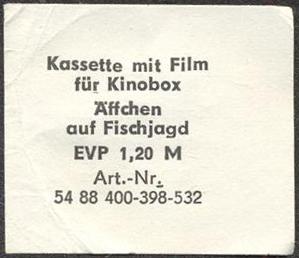 Kassette mit Film
für Kinobox
Äffchen
auf Fischjagd
EVP 1,20 M
Art.-Nr.
54 88 400-398-532